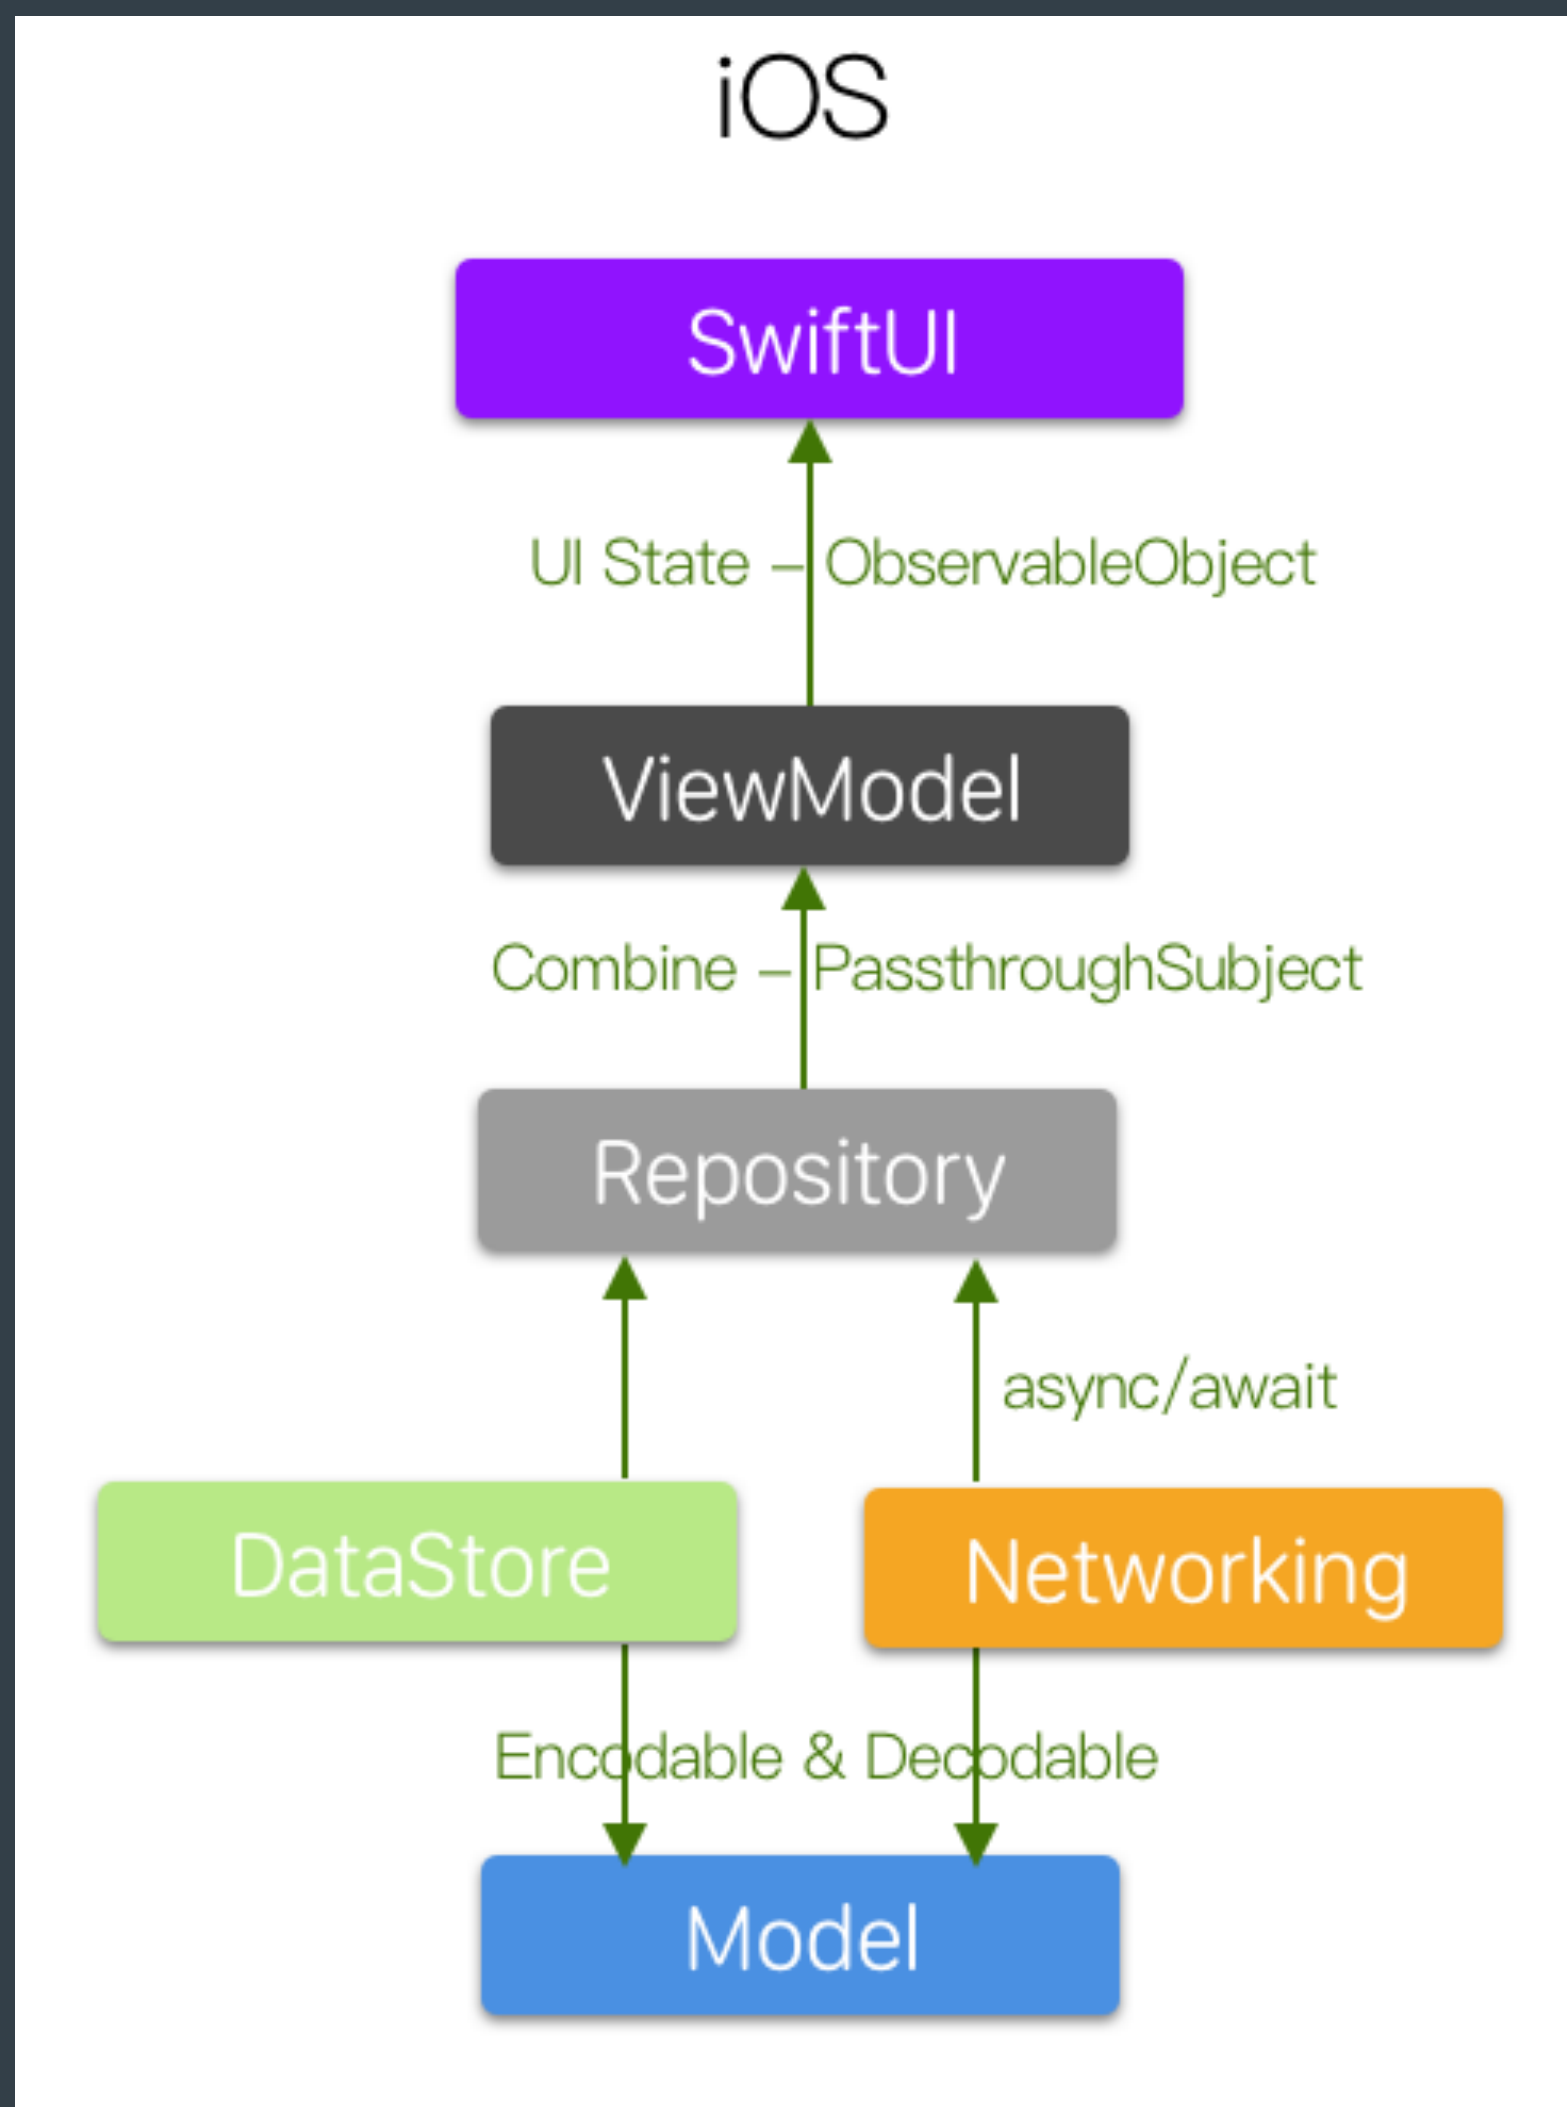 iOS
SwiftUI
UI State – ObservableObject
ViewModel
Combine – PassthroughSubject
Repository
async/await
DataStore
Networking
Encodable & Decodable
Model